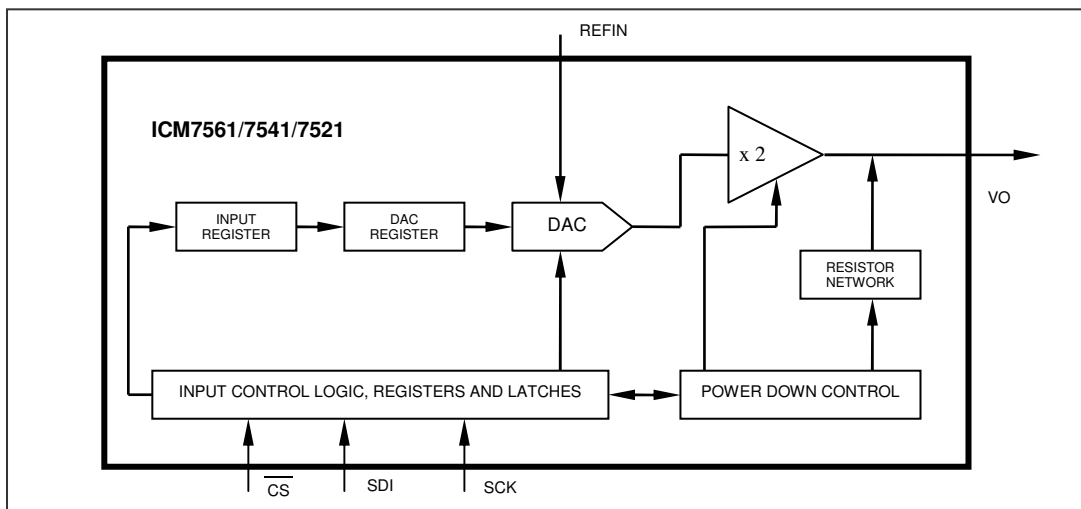 REFIN
ICM7561/7541/7521
x 2
VO
INPUT
REGISTER
DAC
REGISTER
DAC
RESISTOR
NETWORK
INPUT CONTROL LOGIC, REGISTERS AND LATCHES
POWER DOWN CONTROL
C̅S̅
SDI
SCK